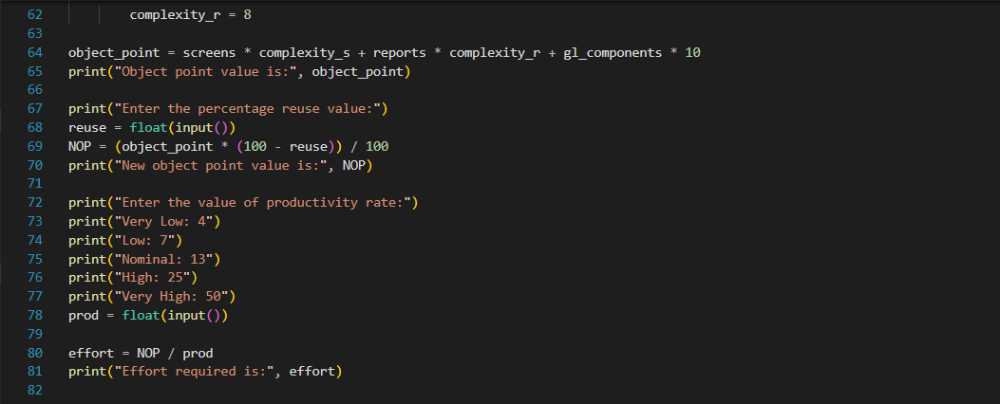 62 complexity_r = 8
63
64 object_point = screens * complexity_s + reports * complexity_r + gl_components * 10
65 print("Object point value is:", object_point)
66
67 print("Enter the percentage reuse value:")
68 reuse = float(input())
69 NOP = (object_point * (100 - reuse)) / 100
70 print("New object point value is:", NOP)
71
72 print("Enter the value of productivity rate:")
73 print("Very Low: 4")
74 print("Low: 7")
75 print("Nominal: 13")
76 print("High: 25")
77 print("Very High: 50")
78 prod = float(input())
79
80 effort = NOP / prod
81 print("Effort required is:", effort)
82